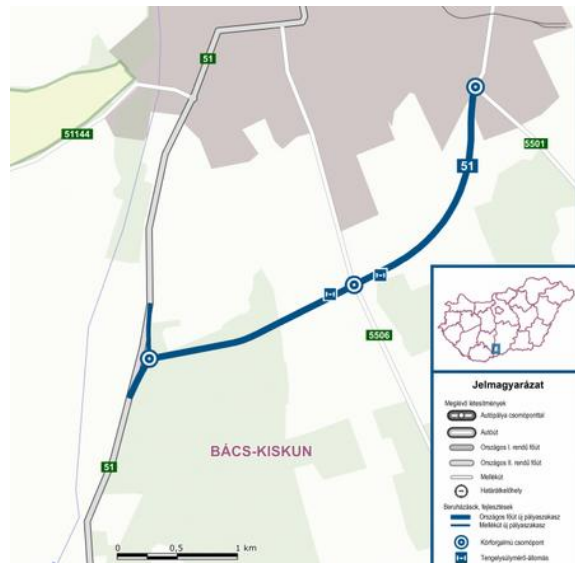 51
51144
5501
51
5506
BÁCS-KISKUN
51
0 0,5 1 km
Jelmagyarázat
Meglévő létesítmények
Autópálya csomóponttal
Autóút
Országos I. rendű főút
Országos II. rendű főút
Mellékút
Határátkelőhely
Beruházások, fejlesztések
Országos főút új pályaszakasz
Mellékút új pályaszakasz
Körforgalmú csomópont
Tengelysúlymérő-állomás